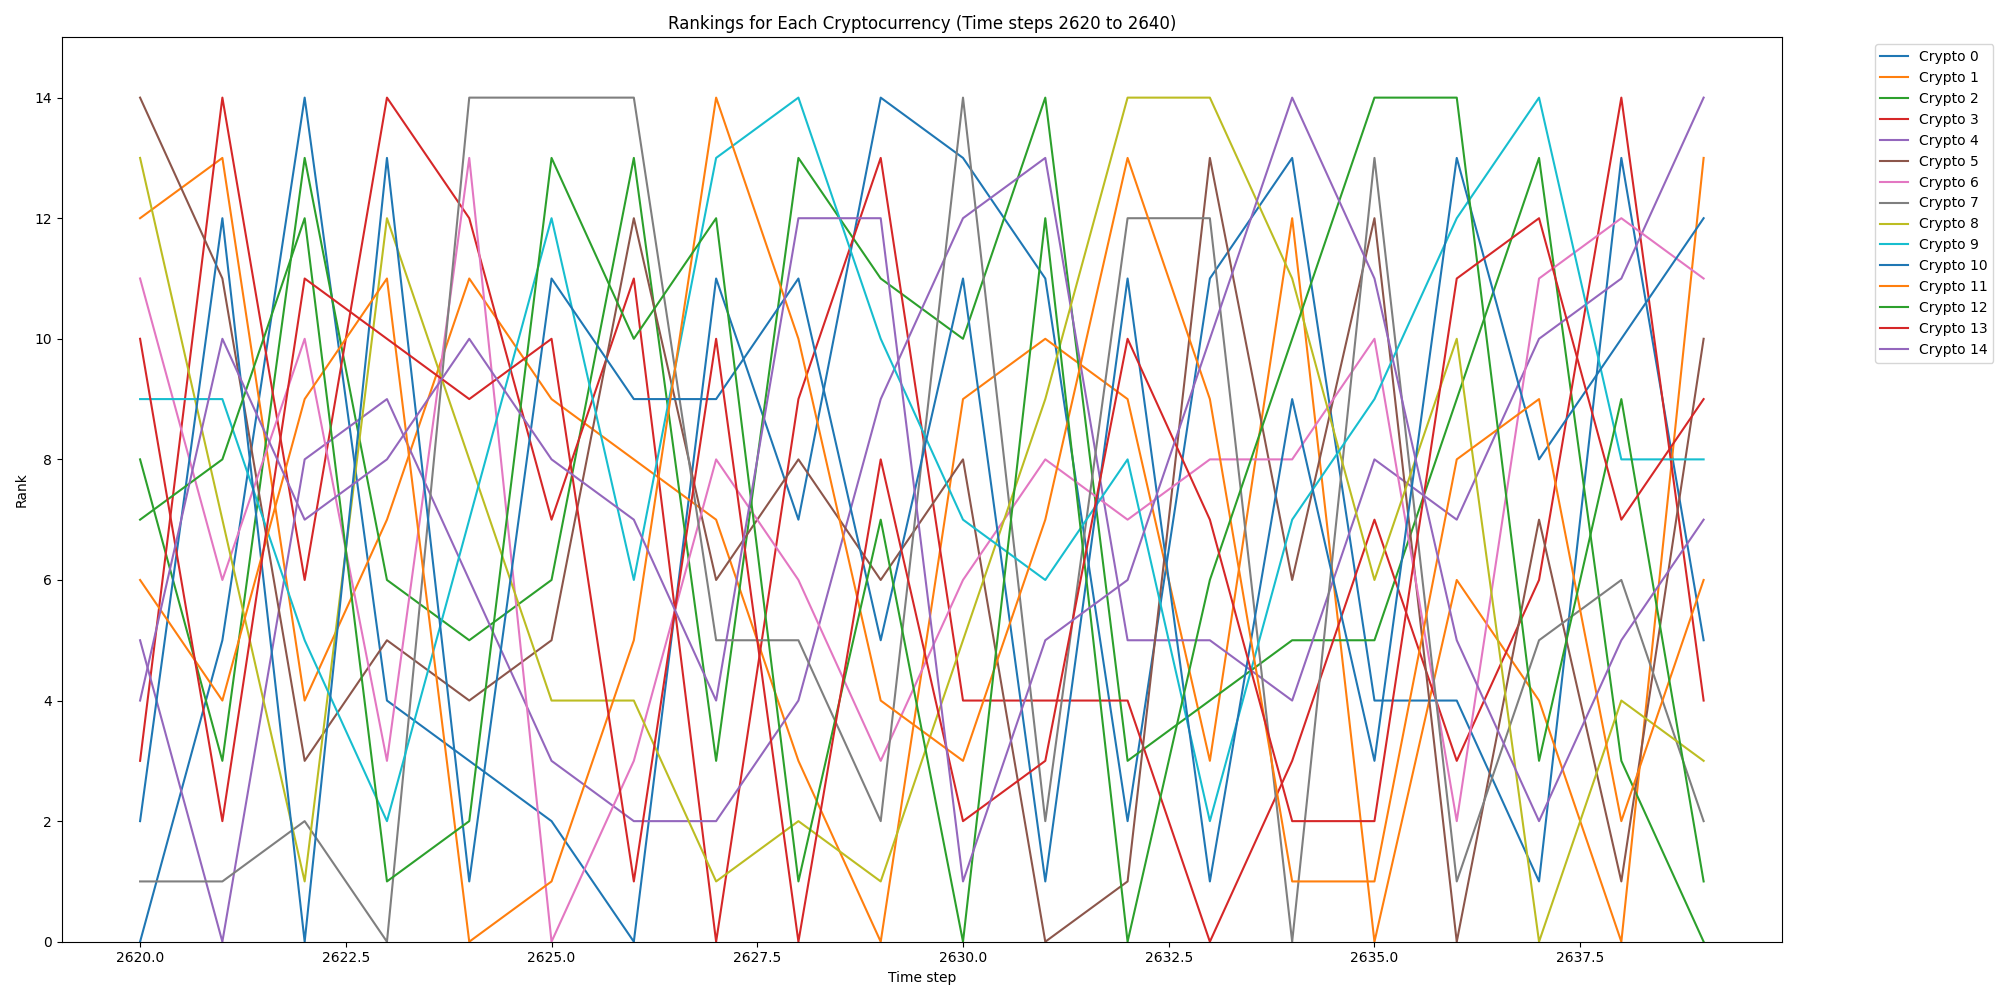 Rankings for Each Cryptocurrency (Time steps 2620 to 2640)
Rank
14
12
10
8
6
4
2
0
2620.0 2622.5 2625.0 2627.5 2630.0 2632.5 2635.0 2637.5
Time step
Crypto 0
Crypto 1
Crypto 2
Crypto 3
Crypto 4
Crypto 5
Crypto 6
Crypto 7
Crypto 8
Crypto 9
Crypto 10
Crypto 11
Crypto 12
Crypto 13
Crypto 14